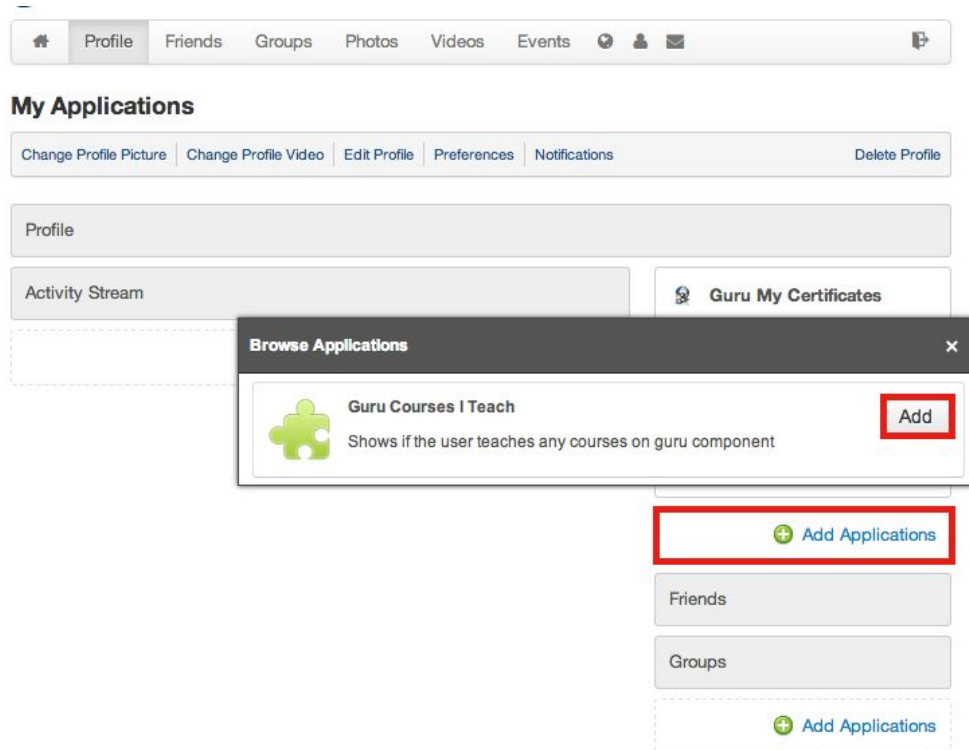 Profile Friends Groups Photos Videos Events
My Applications
Change Profile Picture Change Profile Video Edit Profile Preferences Notifications Delete Profile
Profile
Activity Stream
Guru My Certificates
Browse Applications ×
Guru Courses I Teach
Add
Shows if the user teaches any courses on guru component
Add Applications
Friends
Groups
Add Applications